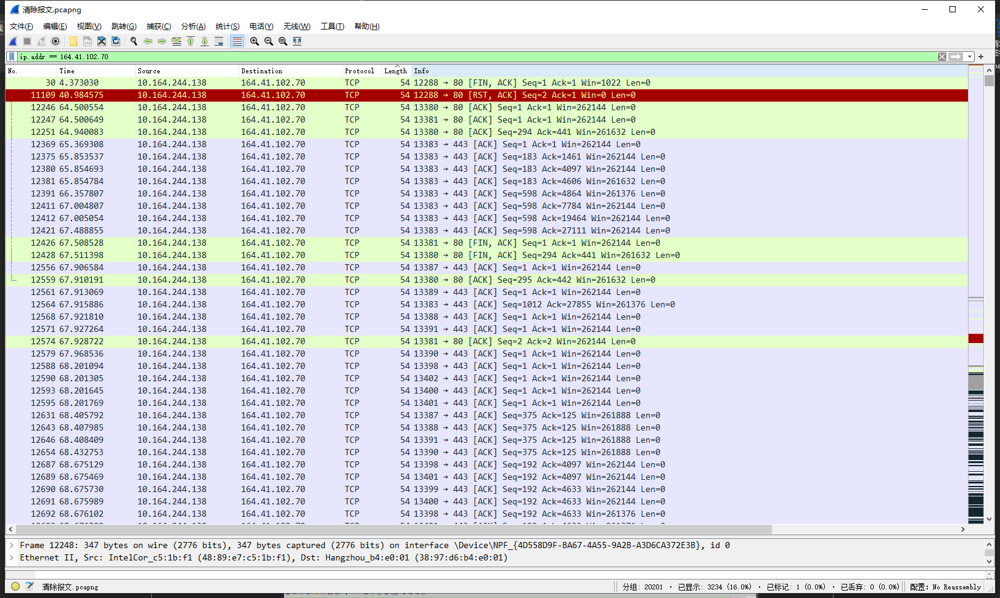 清除报文.pcapng
文件(F) 编辑(E) 视图(V) 跳转(G) 捕获(C) 分析(A) 统计(S) 电话(Y) 无线(W) 工具(T) 帮助(H)
ip.addr == 164.41.102.70
No. Time Source Destination Protocol Length Info
30 4.373030 10.164.244.138 164.41.102.70 TCP 54 12288 → 80 [FIN, ACK] Seq=1 Ack=1 Win=1022 Len=0
11109 40.984575 10.164.244.138 164.41.102.70 TCP 54 12288 → 80 [RST, ACK] Seq=2 Ack=1 Win=0 Len=0
12246 64.500554 10.164.244.138 164.41.102.70 TCP 54 13380 → 80 [ACK] Seq=1 Ack=1 Win=262144 Len=0
12247 64.500649 10.164.244.138 164.41.102.70 TCP 54 13381 → 80 [ACK] Seq=1 Ack=1 Win=262144 Len=0
12251 64.940083 10.164.244.138 164.41.102.70 TCP 54 13380 → 80 [ACK] Seq=294 Ack=441 Win=261632 Len=0
12369 65.369308 10.164.244.138 164.41.102.70 TCP 54 13383 → 443 [ACK] Seq=1 Ack=1 Win=262144 Len=0
12375 65.853537 10.164.244.138 164.41.102.70 TCP 54 13383 → 443 [ACK] Seq=183 Ack=1461 Win=262144 Len=0
12380 65.854693 10.164.244.138 164.41.102.70 TCP 54 13383 → 443 [ACK] Seq=183 Ack=4097 Win=262144 Len=0
12381 65.854784 10.164.244.138 164.41.102.70 TCP 54 13383 → 443 [ACK] Seq=183 Ack=4606 Win=261632 Len=0
12391 66.357807 10.164.244.138 164.41.102.70 TCP 54 13383 → 443 [ACK] Seq=598 Ack=4864 Win=261376 Len=0
12411 67.004807 10.164.244.138 164.41.102.70 TCP 54 13383 → 443 [ACK] Seq=598 Ack=7784 Win=262144 Len=0
12412 67.005054 10.164.244.138 164.41.102.70 TCP 54 13383 → 443 [ACK] Seq=598 Ack=19464 Win=262144 Len=0
12421 67.488855 10.164.244.138 164.41.102.70 TCP 54 13383 → 443 [ACK] Seq=598 Ack=27111 Win=262144 Len=0
12426 67.508528 10.164.244.138 164.41.102.70 TCP 54 13381 → 80 [FIN, ACK] Seq=1 Ack=1 Win=262144 Len=0
12428 67.511398 10.164.244.138 164.41.102.70 TCP 54 13380 → 80 [FIN, ACK] Seq=294 Ack=441 Win=261632 Len=0
12556 67.906584 10.164.244.138 164.41.102.70 TCP 54 13387 → 443 [ACK] Seq=1 Ack=1 Win=262144 Len=0
12559 67.910191 10.164.244.138 164.41.102.70 TCP 54 13380 → 80 [ACK] Seq=295 Ack=442 Win=261632 Len=0
12561 67.913069 10.164.244.138 164.41.102.70 TCP 54 13389 → 443 [ACK] Seq=1 Ack=1 Win=262144 Len=0
12564 67.915886 10.164.244.138 164.41.102.70 TCP 54 13383 → 443 [ACK] Seq=1012 Ack=27855 Win=261376 Len=0
12568 67.921810 10.164.244.138 164.41.102.70 TCP 54 13388 → 443 [ACK] Seq=1 Ack=1 Win=262144 Len=0
12571 67.927264 10.164.244.138 164.41.102.70 TCP 54 13391 → 443 [ACK] Seq=1 Ack=1 Win=262144 Len=0
12574 67.928722 10.164.244.138 164.41.102.70 TCP 54 13381 → 80 [ACK] Seq=2 Ack=2 Win=262144 Len=0
12579 67.968536 10.164.244.138 164.41.102.70 TCP 54 13390 → 443 [ACK] Seq=1 Ack=1 Win=262144 Len=0
12588 68.201094 10.164.244.138 164.41.102.70 TCP 54 13398 → 443 [ACK] Seq=1 Ack=1 Win=262144 Len=0
12590 68.201305 10.164.244.138 164.41.102.70 TCP 54 13402 → 443 [ACK] Seq=1 Ack=1 Win=262144 Len=0
12593 68.201645 10.164.244.138 164.41.102.70 TCP 54 13400 → 443 [ACK] Seq=1 Ack=1 Win=262144 Len=0
12595 68.201769 10.164.244.138 164.41.102.70 TCP 54 13401 → 443 [ACK] Seq=1 Ack=1 Win=262144 Len=0
12631 68.405792 10.164.244.138 164.41.102.70 TCP 54 13387 → 443 [ACK] Seq=375 Ack=125 Win=261888 Len=0
12643 68.407985 10.164.244.138 164.41.102.70 TCP 54 13388 → 443 [ACK] Seq=375 Ack=125 Win=261888 Len=0
12646 68.408409 10.164.244.138 164.41.102.70 TCP 54 13391 → 443 [ACK] Seq=375 Ack=125 Win=261888 Len=0
12654 68.432753 10.164.244.138 164.41.102.70 TCP 54 13390 → 443 [ACK] Seq=375 Ack=125 Win=261888 Len=0
12687 68.675129 10.164.244.138 164.41.102.70 TCP 54 13398 → 443 [ACK] Seq=192 Ack=4097 Win=262144 Len=0
12689 68.675469 10.164.244.138 164.41.102.70 TCP 54 13401 → 443 [ACK] Seq=192 Ack=4097 Win=262144 Len=0
12690 68.675730 10.164.244.138 164.41.102.70 TCP 54 13399 → 443 [ACK] Seq=192 Ack=4633 Win=262144 Len=0
12691 68.675989 10.164.244.138 164.41.102.70 TCP 54 13400 → 443 [ACK] Seq=192 Ack=4633 Win=262144 Len=0
12692 68.676102 10.164.244.138 164.41.102.70 TCP 54 13398 → 443 [ACK] Seq=192 Ack=4633 Win=261376 Len=0
Frame 12248: 347 bytes on wire (2776 bits), 347 bytes captured (2776 bits) on interface \Device\NPF_{4D558D9F-BA67-4A55-9A2B-A3D6CA372E3B}, id 0
Ethernet II, Src: IntelCor_c5:1b:f1 (48:89:e7:c5:1b:f1), Dst: Hangzhou_b4:e0:01 (38:97:d6:b4:e0:01)
清除报文.pcapng 分组: 20201 · 已显示: 3234 (16.0%) · 已标记: 1 (0.0%) · 已丢弃: 0 (0.0%) 配置: No Reassembly